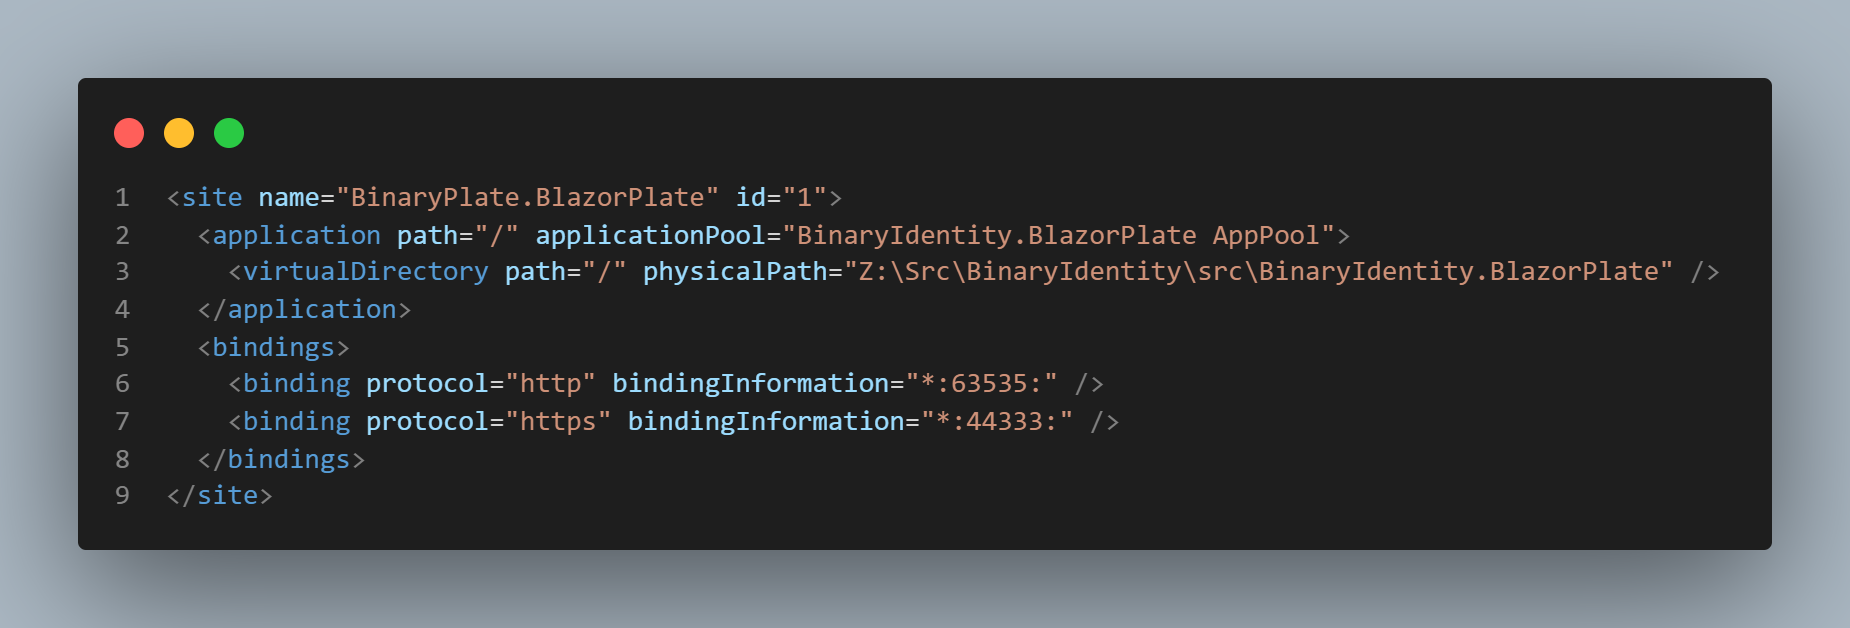 1 <site name="BinaryPlate.BlazorPlate" id="1">
2   <application path="/" applicationPool="BinaryIdentity.BlazorPlate AppPool">
3     <virtualDirectory path="/" physicalPath="Z:\Src\BinaryIdentity\src\BinaryIdentity.BlazorPlate" />
4   </application>
5   <bindings>
6     <binding protocol="http" bindingInformation="*:63535:" />
7     <binding protocol="https" bindingInformation="*:44333:" />
8   </bindings>
9 </site>